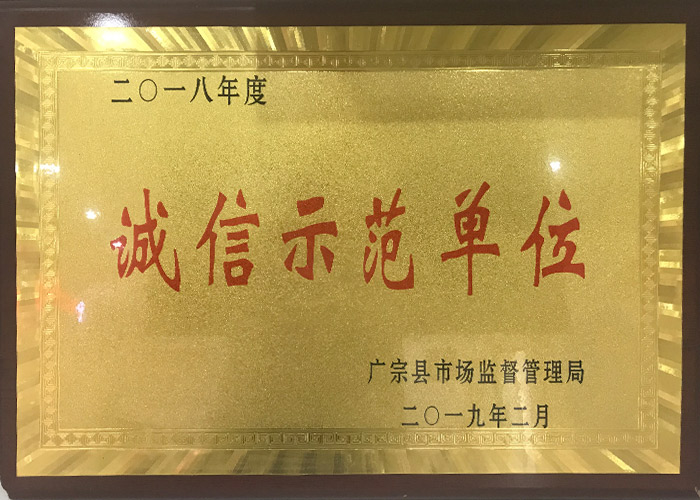 二〇一八年度
诚信示范单位
广宗县市场监督管理局
二〇一九年二月